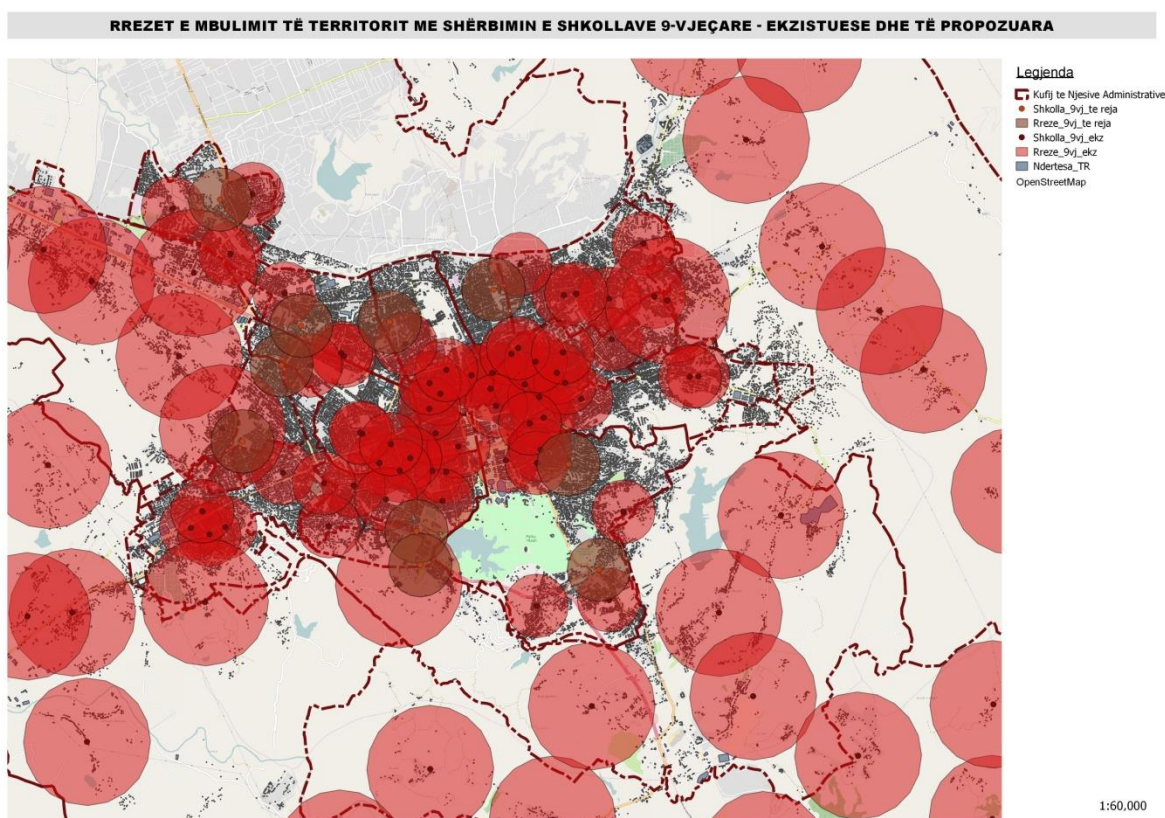 RREZET E MBULIMIT TË TERRITORIT ME SHËRBIMIN E SHKOLLAVE 9-VJEÇARE - EKZISTUESE DHE TË PROPOZUARA
Legjenda
Kufij te Njesive Administrative
Shkolla_9vj_te reja
Rreze_9vj_te reja
Shkolla_9vj_ekz
Rreze_9vj_ekz
Ndertesa_TR
OpenStreetMap
1:60,000